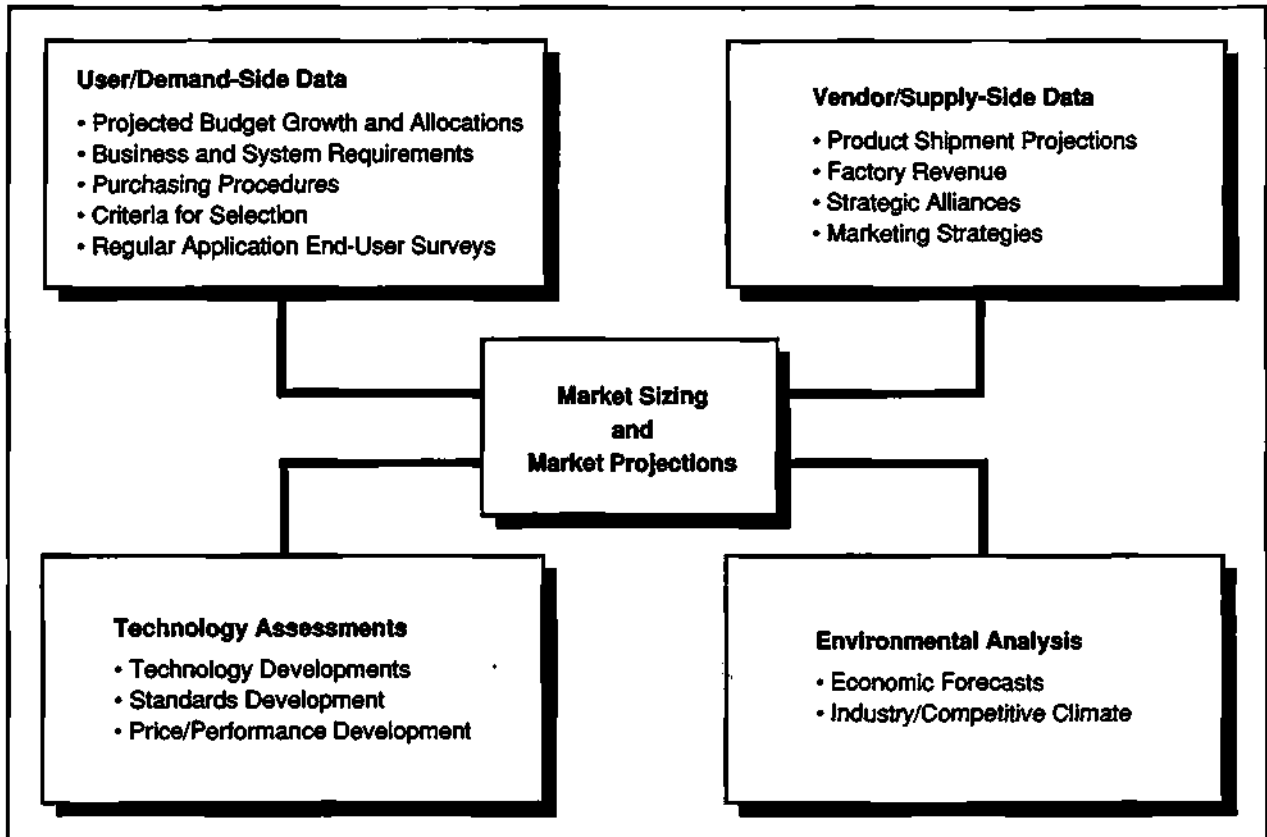 User/Demand-Side Data
• Projected Budget Growth and Allocations
• Business and System Requirements
• Purchasing Procedures
• Criteria for Selection
• Regular Application End-User Surveys
Vendor/Supply-Side Data
• Product Shipment Projections
• Factory Revenue
• Strategic Alliances
• Marketing Strategies
Market Sizing
and
Market Projections
Technology Assessments
• Technology Developments
• Standards Development
• Price/Performance Development
Environmental Analysis
• Economic Forecasts
• Industry/Competitive Climate